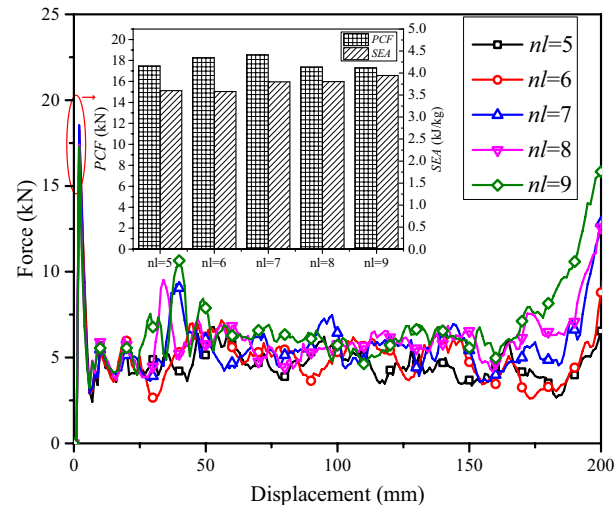 25
20
15
10
5
0
Force (kN)
0
50
100
150
200
Displacement (mm)
nl=5
nl=6
nl=7
nl=8
nl=9
20
18
16
14
12
10
8
6
4
2
0
PCF (kN)
PCF
SEA
5.0
4.5
4.0
3.5
3.0
2.5
2.0
1.5
1.0
0.5
0.0
SEA (kJ/kg)
nl=5
nl=6
nl=7
nl=8
nl=9